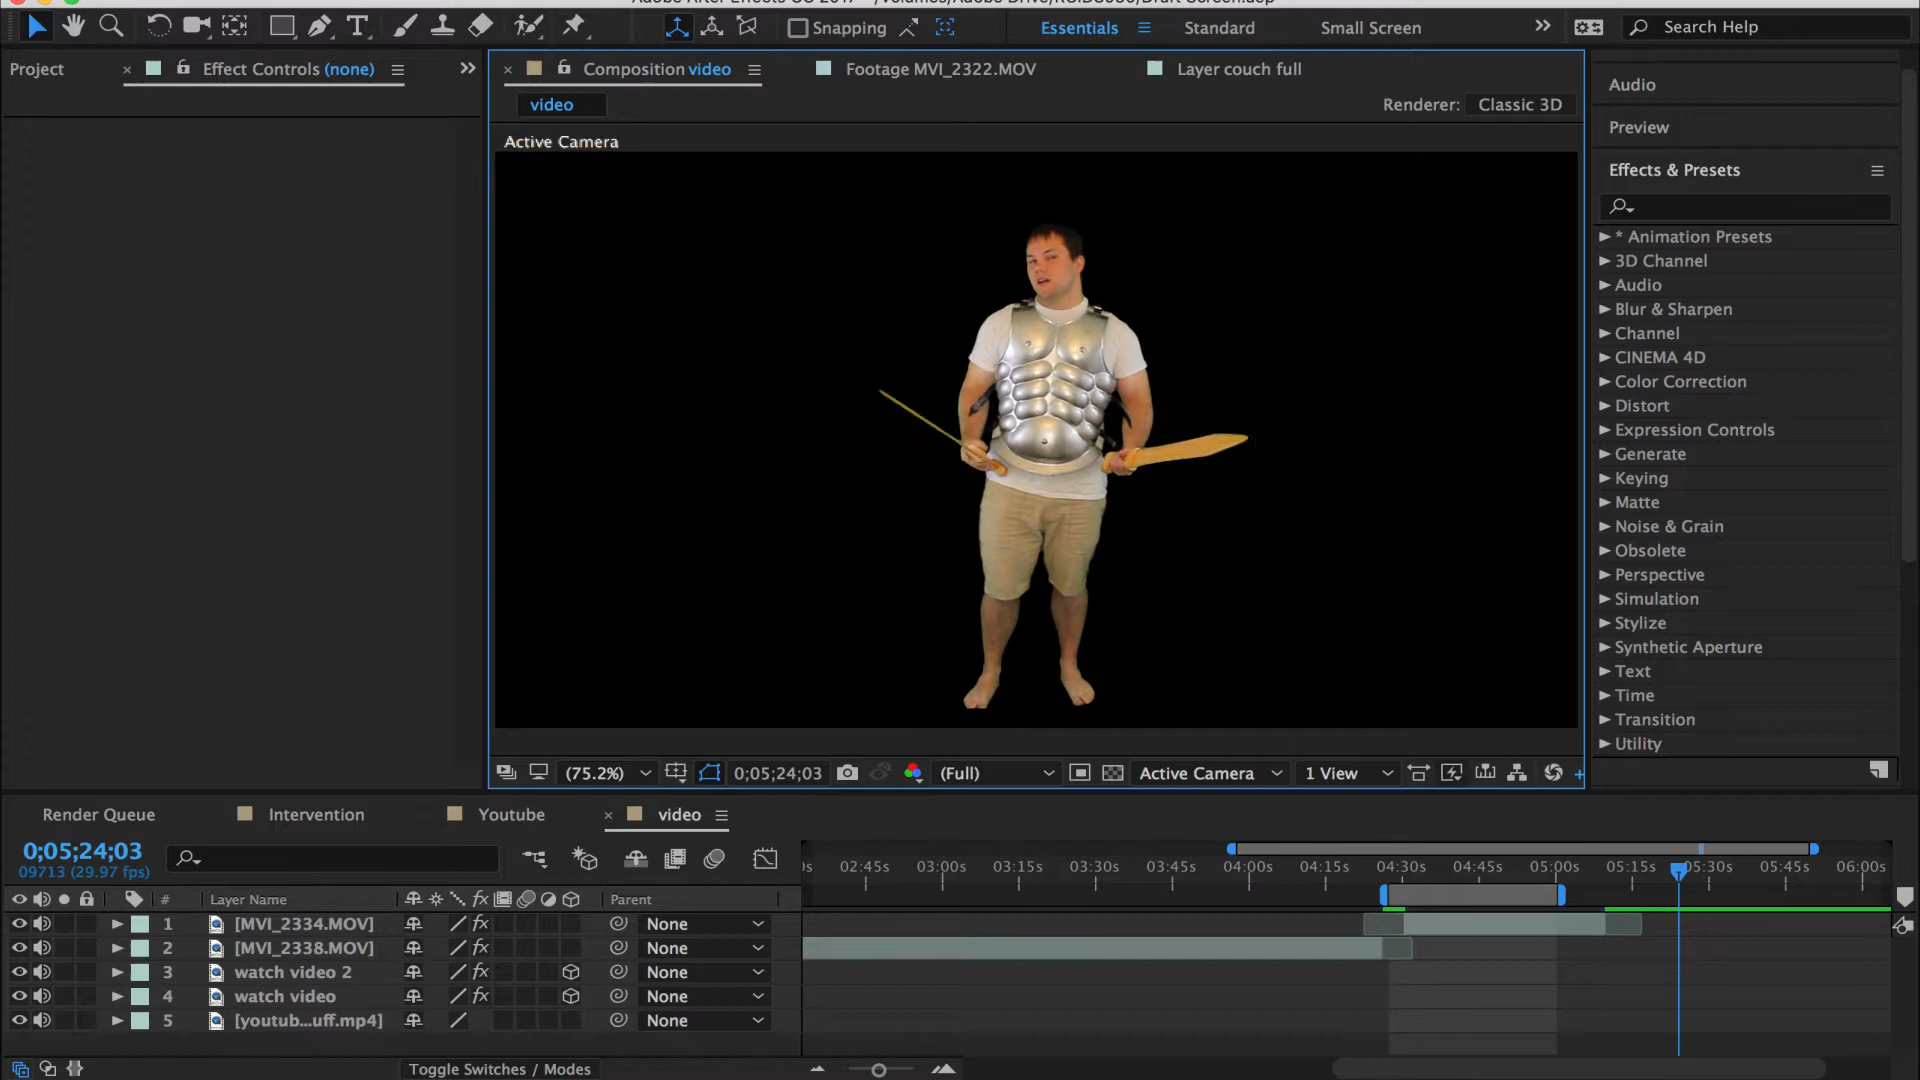 Snapping
Essentials
Standard
Small Screen
Search Help
Project
Effect Controls (none)
Composition video
Footage MVI_2322.MOV
Layer couch full
Audio
video
Renderer: Classic 3D
Preview
Active Camera
Effects & Presets
* Animation Presets
3D Channel
Audio
Blur & Sharpen
Channel
CINEMA 4D
Color Correction
Distort
Expression Controls
Generate
Keying
Matte
Noise & Grain
Obsolete
Perspective
Simulation
Stylize
Synthetic Aperture
Text
Time
Transition
Utility
(75.2%)
0;05;24;03
(Full)
Active Camera
1 View
Render Queue
Intervention
Youtube
video
0;05;24;03
09713 (29.97 fps)
0s 02:45s 03:00s 03:15s 03:30s 03:45s 04:00s 04:15s 04:30s 04:45s 05:00s 05:15s 05:30s 05:45s 06:00s
# Layer Name fx Parent
1 [MVI_2334.MOV] fx None
2 [MVI_2338.MOV] fx None
3 watch video 2 fx None
4 watch video fx None
5 [youtub...uff.mp4] None
Toggle Switches / Modes